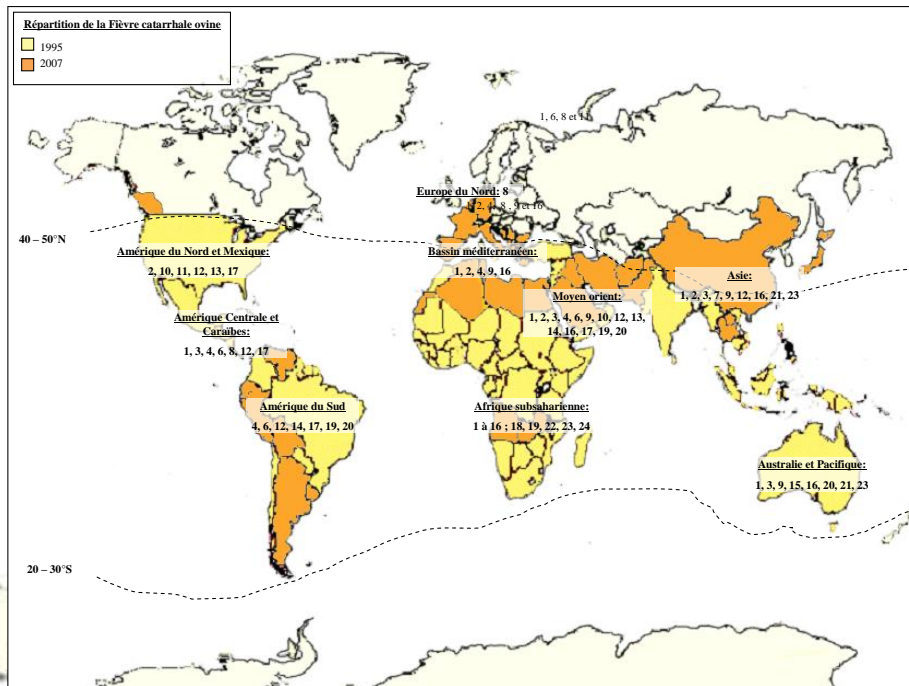 Répartition de la Fièvre catarrhale ovine
1995
2007
1, 6, 8 et 11
Europe du Nord: 8
40 – 50°N
Amérique du Nord et Mexique:
2, 10, 11, 12, 13, 17
Bassin méditerranéen:
1, 2, 4, 9, 16
Asie:
1, 2, 3, 7, 9, 12, 16, 21, 23
Moyen orient:
1, 2, 3, 4, 6, 9, 10, 12, 13,
14, 16, 17, 19, 20
Amérique Centrale et
Caraïbes:
1, 3, 4, 6, 8, 12, 17
Amérique du Sud
4, 6, 12, 14, 17, 19, 20
Afrique subsaharienne:
1 à 16 ; 18, 19, 22, 23, 24
Australie et Pacifique:
1, 3, 9, 15, 16, 20, 21, 23
20 – 30°S